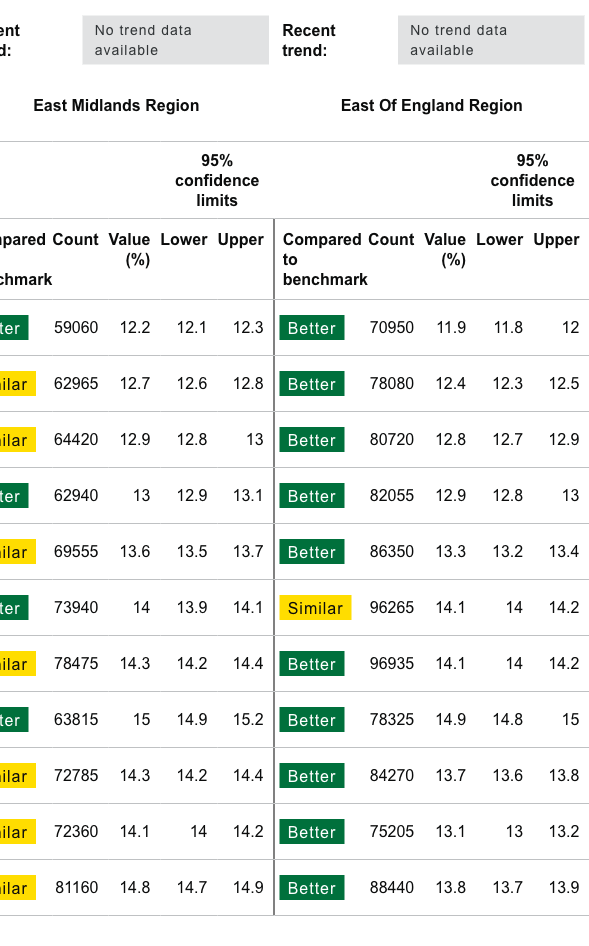 ent No trend data Recent No trend data
d: available trend: available
East Midlands Region East Of England Region
95% 95%
confidence confidence
limits limits
pared Count Value Lower Upper Compared Count Value Lower Upper
(%) to (%)
chmark benchmark
ter 59060 12.2 12.1 12.3 Better 70950 11.9 11.8 12
ilar 62965 12.7 12.6 12.8 Better 78080 12.4 12.3 12.5
ilar 64420 12.9 12.8 13 Better 80720 12.8 12.7 12.9
ter 62940 13 12.9 13.1 Better 82055 12.9 12.8 13
ilar 69555 13.6 13.5 13.7 Better 86350 13.3 13.2 13.4
ter 73940 14 13.9 14.1 Similar 96265 14.1 14 14.2
ilar 78475 14.3 14.2 14.4 Better 96935 14.1 14 14.2
ter 63815 15 14.9 15.2 Better 78325 14.9 14.8 15
ilar 72785 14.3 14.2 14.4 Better 84270 13.7 13.6 13.8
ilar 72360 14.1 14 14.2 Better 75205 13.1 13 13.2
ilar 81160 14.8 14.7 14.9 Better 88440 13.8 13.7 13.9